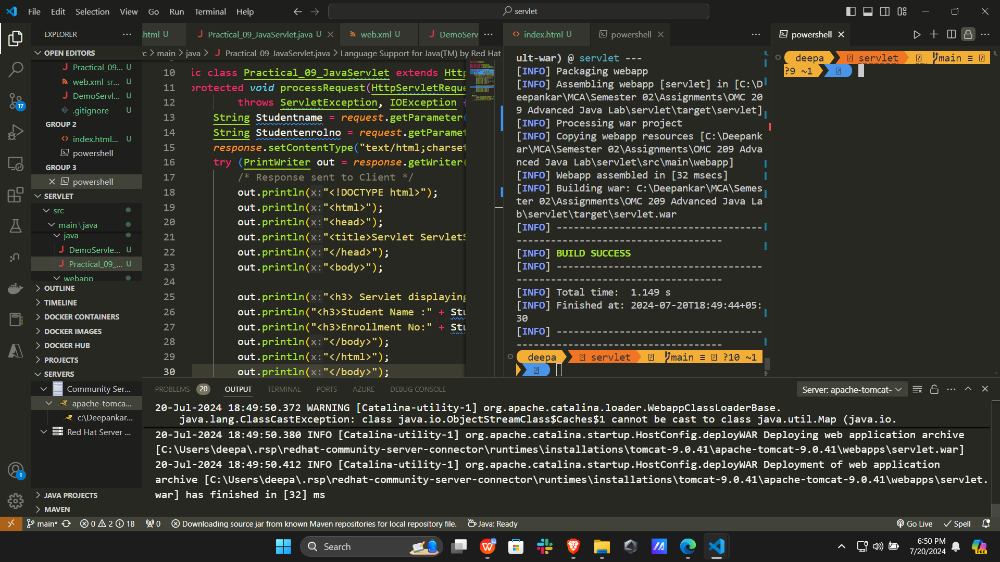 File Edit Selection View Go Run Terminal Help
servlet
EXPLORER
OPEN EDITORS
Practical_09... U
web.xml sr... U
DemoServl... U
.gitignore U
GROUP 2
index.html... U
powershell
GROUP 3
powershell
SERVLET
src
main\java
java
DemoServle... U
Practical_09_... U
webapp
OUTLINE
TIMELINE
DOCKER CONTAINERS
DOCKER IMAGES
DOCKER HUB
PROJECTS
SERVERS
Community Ser...
apache-tomca...
c:\Deepankar...
Red Hat Server ...
JAVA PROJECTS
MAVEN
17
1
.html U
Practical_09_JavaServlet.java U
web.xml U
DemoServ
main > java > Practical_09_JavaServlet.java > Language Support for Java(TM) by Red Hat
10 ic class Practical_09_JavaServlet extends Htt
11 protected void processRequest(HttpServletReque
12 throws ServletException, IOException {
13 String Studentname = request.getParameter(
14 String Studentenrolno = request.getParamet
15 response.setContentType("text/html;charset
16 try (PrintWriter out = response.getWriter(
17 /* Response sent to Client */
18 out.println(x:"<!DOCTYPE html>");
19 out.println(x:"<html>");
20 out.println(x:"<head>");
21 out.println(x:"<title>Servlet ServletS
22 out.println(x:"</head>");
23 out.println(x:"<body>");
24
25 out.println(x:"<h3> Servlet displaying
26 out.println("<h3>Student Name :" + Stu
27 out.println("<h3>Enrollment No:" + Stu
28 out.println(x:"</body>");
29 out.println(x:"</html>");
30 out.println(x:"</body>");
index.html U
powershell
ult-war) @ servlet ---
[INFO] Packaging webapp
[INFO] Assembling webapp [servlet] in [C:\D
eepankar\MCA\Semester 02\Assignments\OMC 20
9 Advanced Java Lab\servlet\target\servlet]
[INFO] Processing war project
[INFO] Copying webapp resources [C:\Deepank
ar\MCA\Semester 02\Assignments\OMC 209 Adva
nced Java Lab\servlet\src\main\webapp]
[INFO] Webapp assembled in [32 msecs]
[INFO] Building war: C:\Deepankar\MCA\Semes
ter 02\Assignments\OMC 209 Advanced Java La
b\servlet\target\servlet.war
[INFO] ------------------------------------
------------------------------------
[INFO] BUILD SUCCESS
[INFO] ------------------------------------
------------------------------------
[INFO] Total time:  1.149 s
[INFO] Finished at: 2024-07-20T18:49:44+05:
30
[INFO] ------------------------------------
------------------------------------
deepa servlet main ≡ ?10 ~1
powershell
deepa servlet main ≡
?9 ~1
PROBLEMS 20 OUTPUT TERMINAL PORTS AZURE DEBUG CONSOLE
Server: apache-tomcat-
20-Jul-2024 18:49:50.372 WARNING [Catalina-utility-1] org.apache.catalina.loader.WebappClassLoaderBase.
java.lang.ClassCastException: class java.io.ObjectStreamClass$Caches$1 cannot be cast to class java.util.Map (java.io.
20-Jul-2024 18:49:50.380 INFO [Catalina-utility-1] org.apache.catalina.startup.HostConfig.deployWAR Deploying web application archive
[C:\Users\deepa\.rsp\redhat-community-server-connector\runtimes\installations\tomcat-9.0.41\apache-tomcat-9.0.41\webapps\servlet.war]
20-Jul-2024 18:49:50.412 INFO [Catalina-utility-1] org.apache.catalina.startup.HostConfig.deployWAR Deployment of web application
archive [C:\Users\deepa\.rsp\redhat-community-server-connector\runtimes\installations\tomcat-9.0.41\apache-tomcat-9.0.41\webapps\servlet.
war] has finished in [32] ms
main* 0 2 18 0 Downloading source jar from known Maven repositories for local repository file. Java: Ready
Go Live Spell
Search
6:50 PM
7/20/2024
PRE